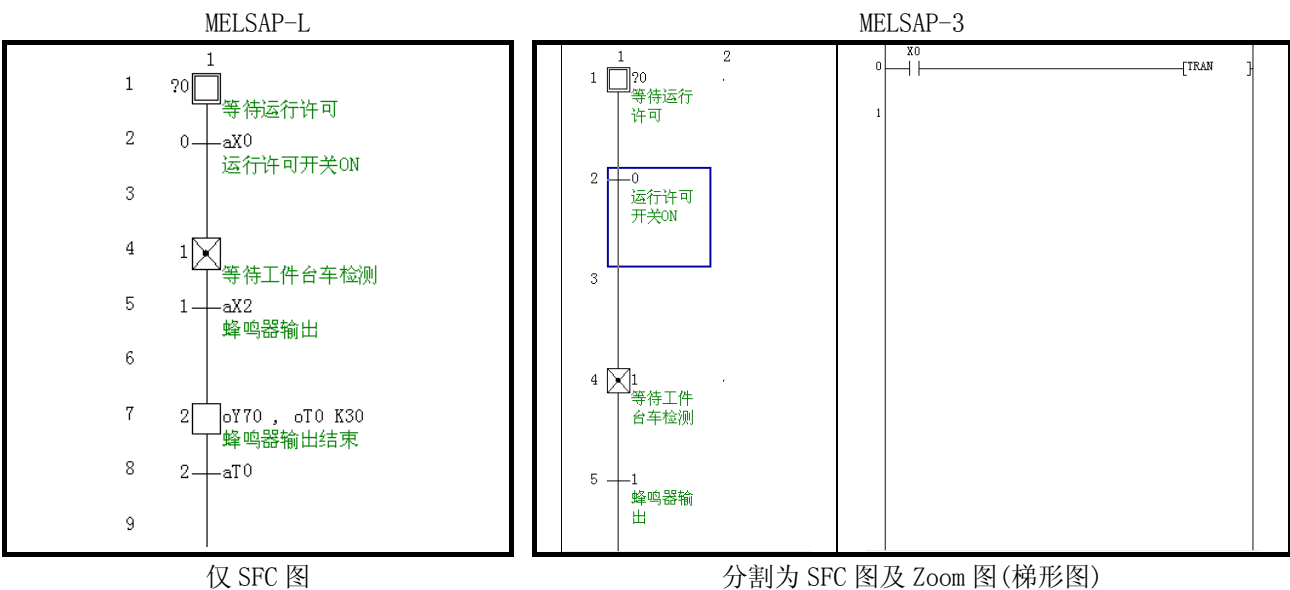 MELSAP-L
MELSAP-3
1
1
?0
等待运行许可
2
0
aX0
运行许可开关ON
3
4
1
等待工件台车检测
5
1
aX2
蜂鸣器输出
6
7
2
oY70 , oT0 K30
蜂鸣器输出结束
8
2
aT0
9
1
2
1
?0
等待运行
许可
2
0
运行许可
开关ON
3
4
1
等待工件
台车检测
5
1
蜂鸣器输
出
X0
0
[TRAN ]
1
仅 SFC 图
分割为 SFC 图及 Zoom 图(梯形图)